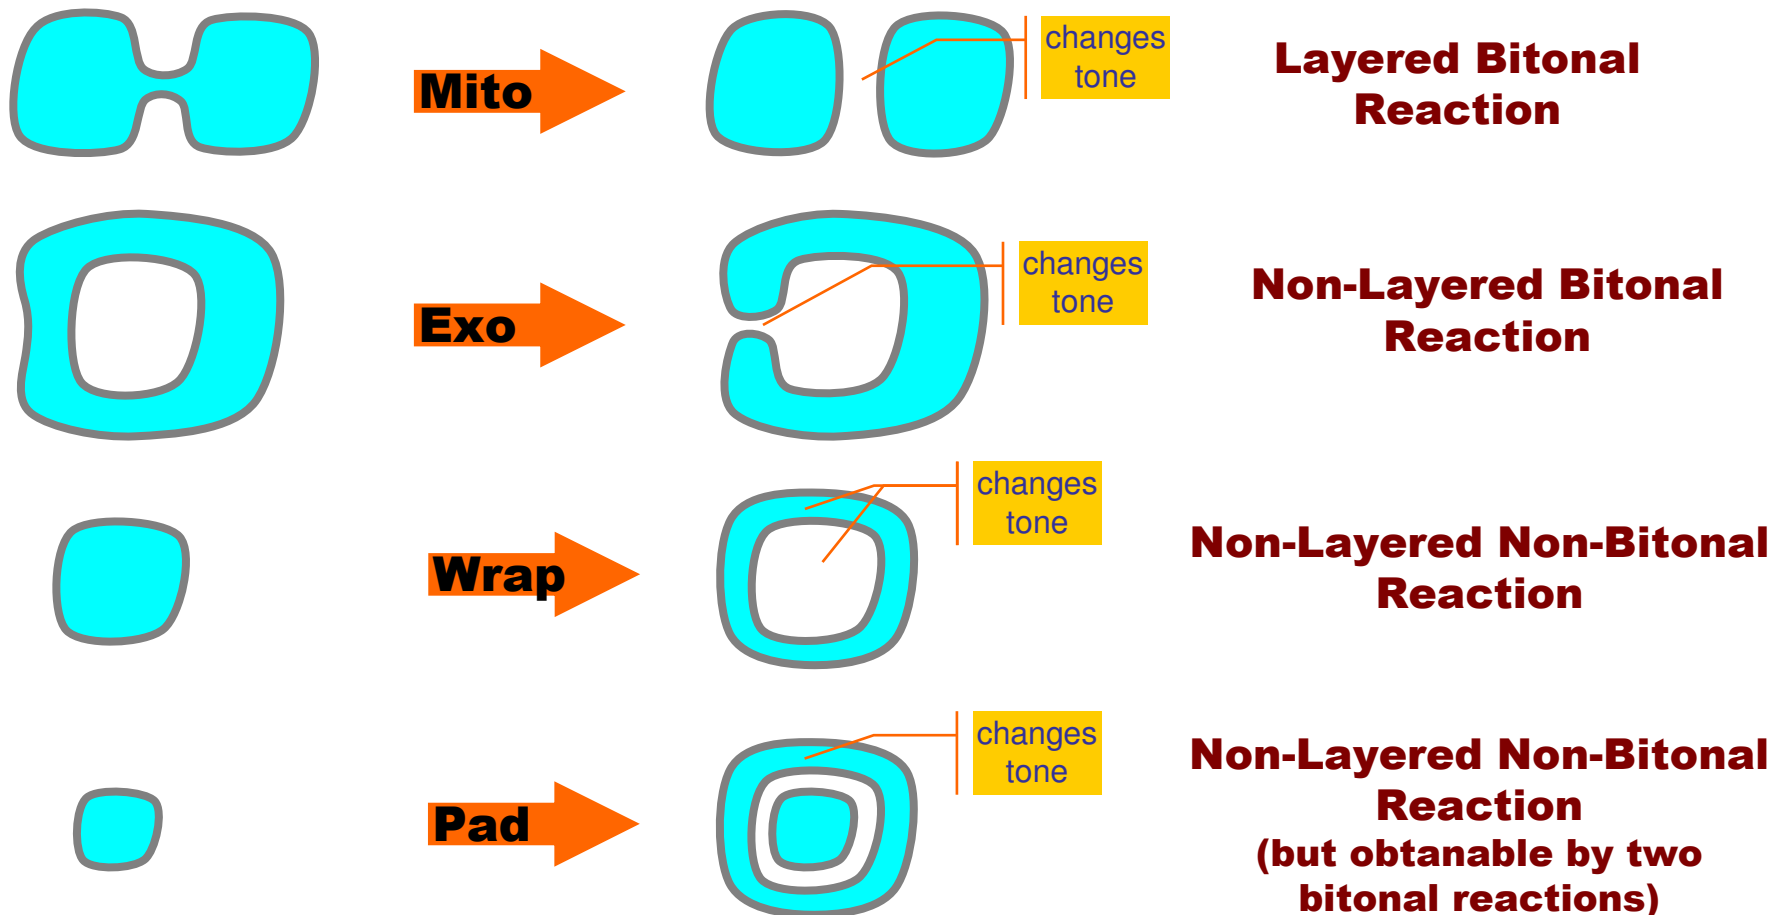 Mito
changes
tone
Layered Bitonal
Reaction
Exo
changes
tone
Non-Layered Bitonal
Reaction
Wrap
changes
tone
Non-Layered Non-Bitonal
Reaction
Pad
changes
tone
Non-Layered Non-Bitonal
Reaction
(but obtanable by two
bitonal reactions)